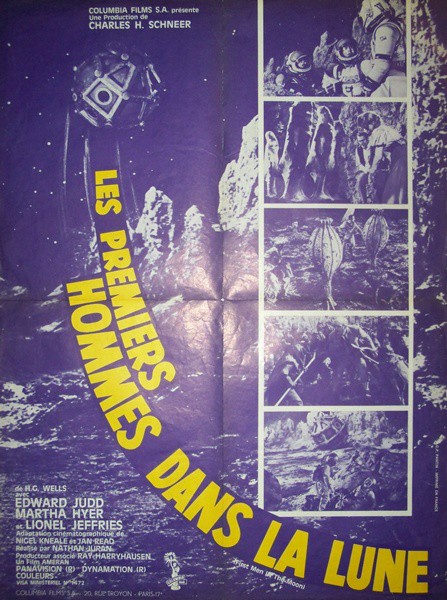 COLUMBIA FILMS S.A. présente
Une Production de
CHARLES H. SCHNEER
LES PREMIERS
HOMMES DANS LA LUNE
(First Men in The Moon)
de H.G. WELLS
avec
EDWARD JUDD
MARTHA HYER
et LIONEL JEFFRIES
Adaptation cinématographique de
NIGEL KNEALE et JAN READ
Réalisé par NATHAN JURAN
Producteur associé RAY HARRYHAUSEN
Un Film AMERAN
PANAVISION (R) DYNAMATION (R)
COULEURS
VISA MINISTERIEL N°
COLUMBIA FILMS S.A. - 20, RUE TROYON - PARIS-17e